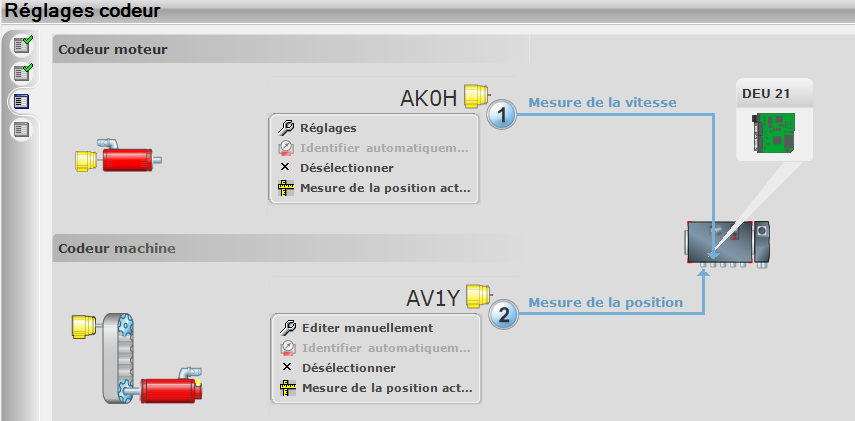 Réglages codeur
Codeur moteur
AK0H
1
Mesure de la vitesse
DEU 21
Réglages
Identifier automatiquem...
Désélectionner
Mesure de la position act...
Codeur machine
AV1Y
2
Mesure de la position
Editer manuellement
Identifier automatiquem...
Désélectionner
Mesure de la position act...